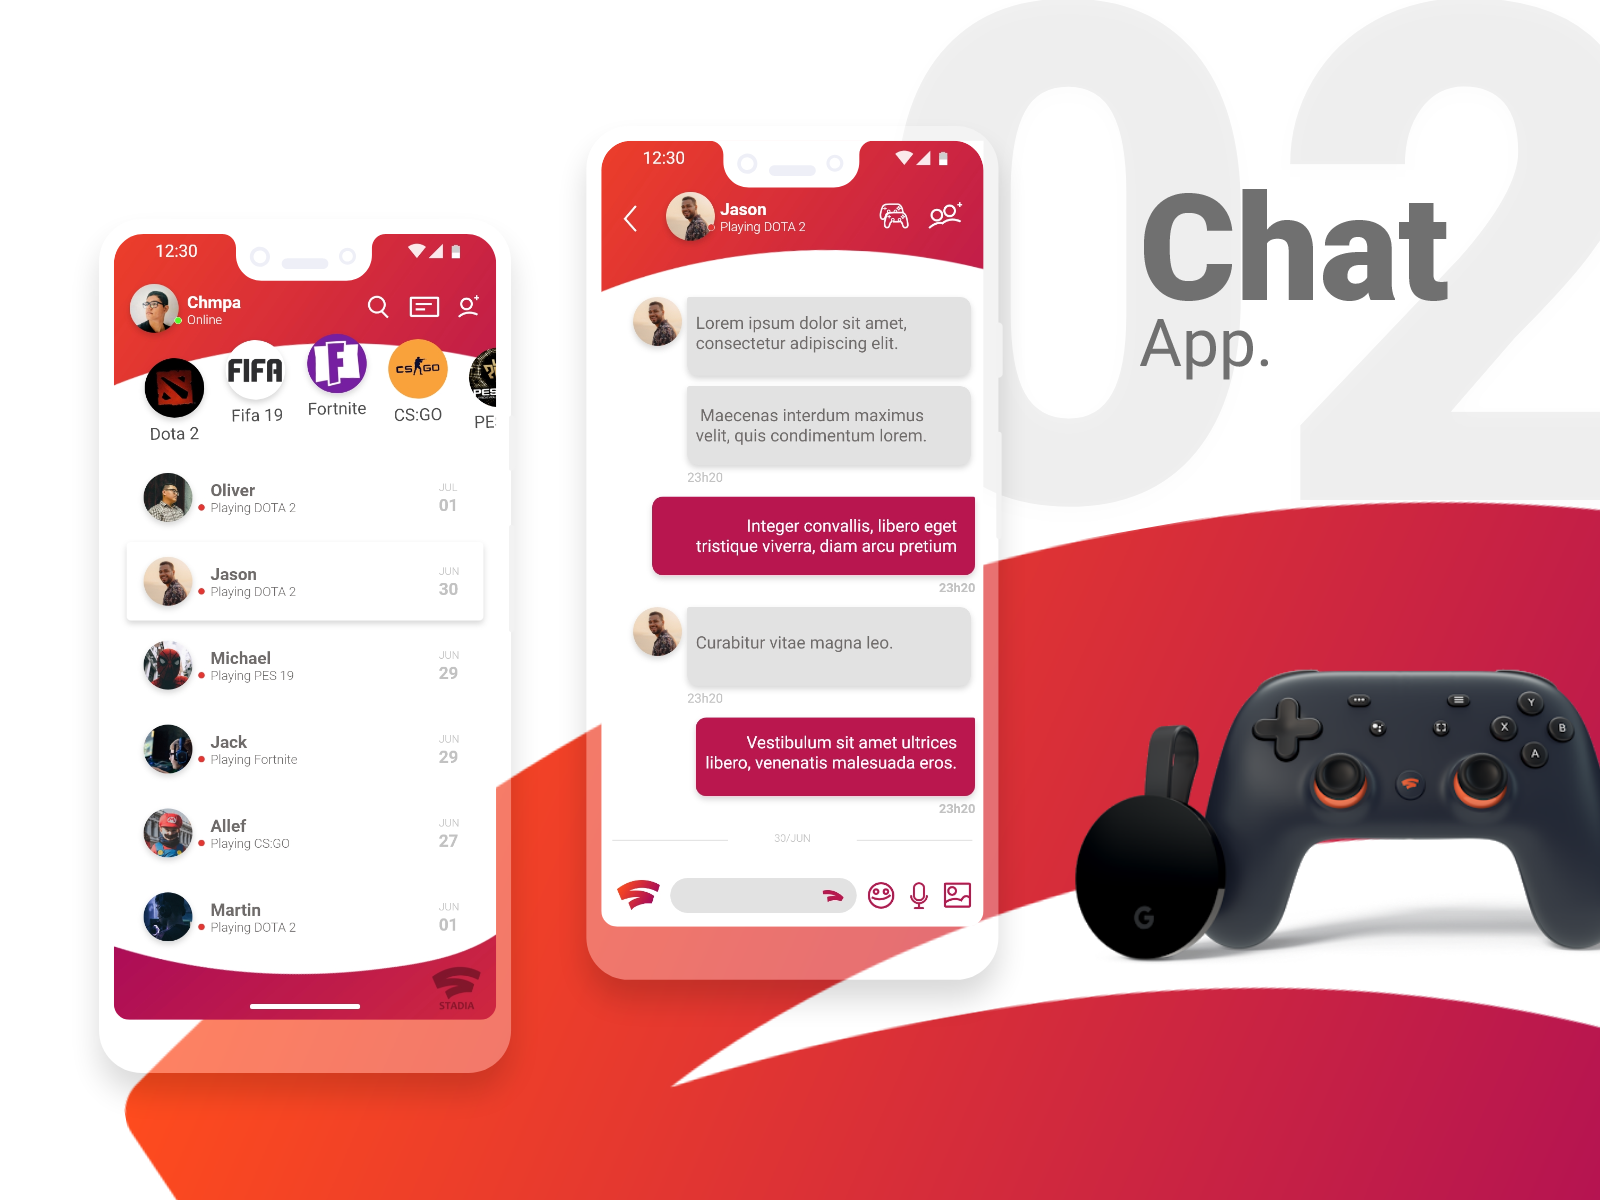 02
Chat
App.
12:30
Chmpa
Online
FIFA
F
CS GO
PES
Dota 2
Fifa 19
Fortnite
CS:GO
PES
Oliver
Playing DOTA 2
JUL
01
Jason
Playing DOTA 2
JUN
30
Michael
Playing PES 19
JUN
29
Jack
Playing Fortnite
JUN
29
Allef
Playing CS:GO
JUN
27
Martin
Playing DOTA 2
JUN
01
STADIA
12:30
Jason
Playing DOTA 2
Lorem ipsum dolor sit amet,
consectetur adipiscing elit.
Maecenas interdum maximus
velit, quis condimentum lorem.
23h20
Integer convallis, libero eget
tristique viverra, diam arcu pretium
23h20
Curabitur vitae magna leo.
23h20
Vestibulum sit amet ultrices
libero, venenatis malesuada eros.
23h20
30/JUN
Y
X
B
A
G